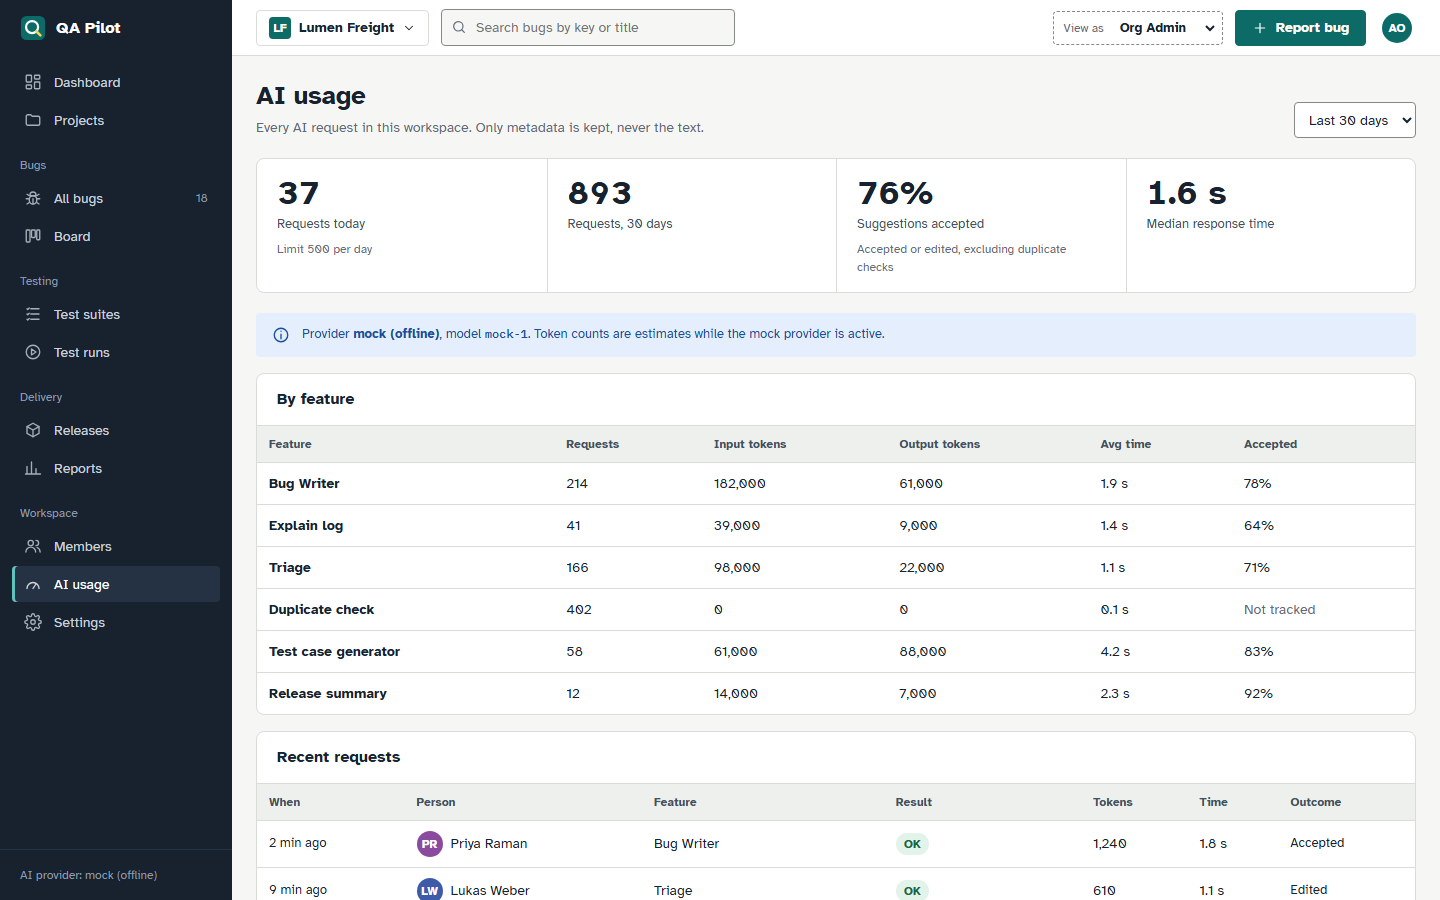 QA Pilot
LF Lumen Freight
Search bugs by key or title
View as Org Admin
Report bug
AO
Dashboard
Projects
Bugs
All bugs 18
Board
Testing
Test suites
Test runs
Delivery
Releases
Reports
Workspace
Members
AI usage
Settings
AI provider: mock (offline)
AI usage
Every AI request in this workspace. Only metadata is kept, never the text.
Last 30 days
37
Requests today
Limit 500 per day
893
Requests, 30 days
76%
Suggestions accepted
Accepted or edited, excluding duplicate
checks
1.6 s
Median response time
Provider mock (offline), model mock-1. Token counts are estimates while the mock provider is active.
By feature
Feature Requests Input tokens Output tokens Avg time Accepted
Bug Writer 214 182,000 61,000 1.9 s 78%
Explain log 41 39,000 9,000 1.4 s 64%
Triage 166 98,000 22,000 1.1 s 71%
Duplicate check 402 0 0 0.1 s Not tracked
Test case generator 58 61,000 88,000 4.2 s 83%
Release summary 12 14,000 7,000 2.3 s 92%
Recent requests
When Person Feature Result Tokens Time Outcome
2 min ago PR Priya Raman Bug Writer OK 1,240 1.8 s Accepted
9 min ago LW Lukas Weber Triage OK 610 1.1 s Edited